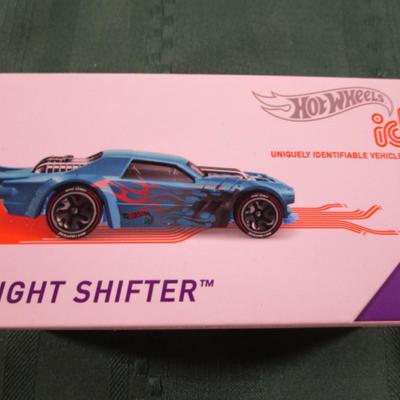 Hot Wheels
id
UNIQUELY IDENTIFIABLE VEHICLE
IGHT SHIFTER™